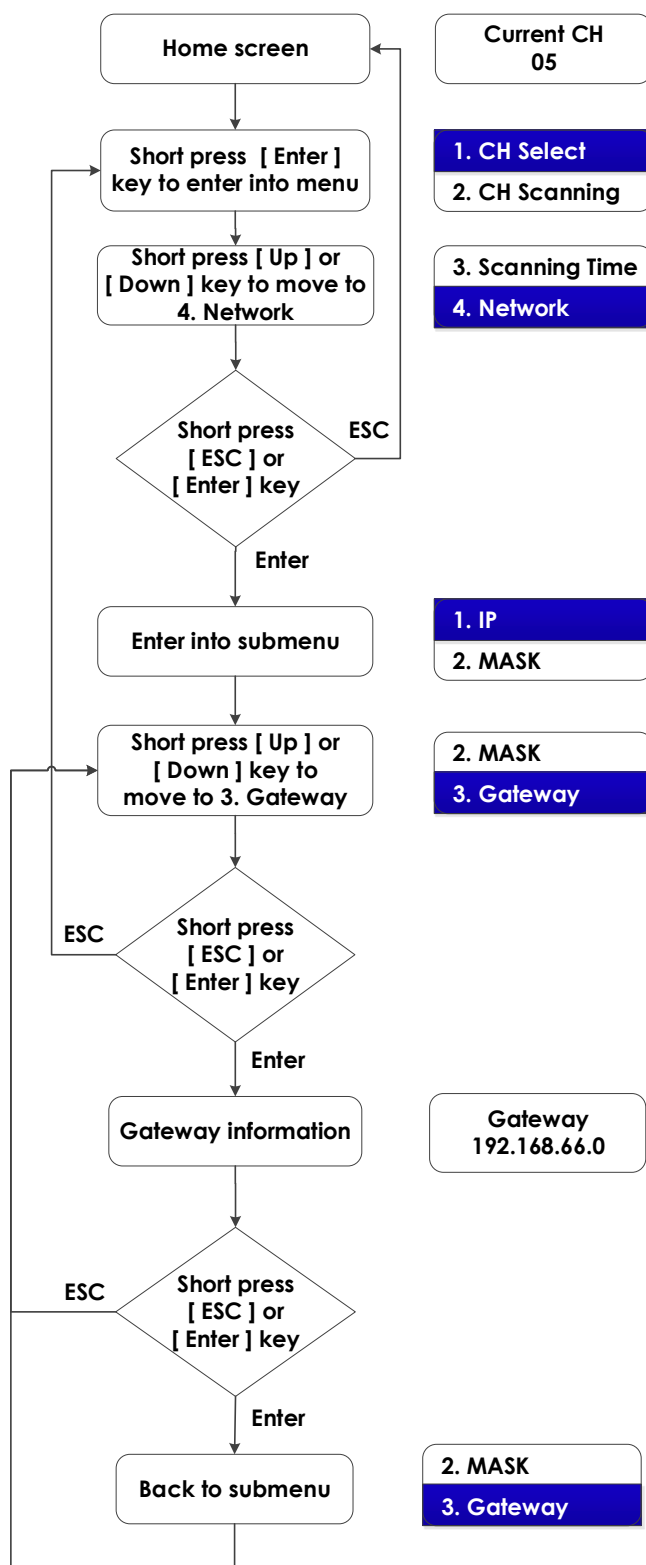 Home screen
Current CH
05
Short press [ Enter ]
key to enter into menu
1. CH Select
2. CH Scanning
Short press [ Up ] or
[ Down ] key to move to
4. Network
3. Scanning Time
4. Network
Short press
[ ESC ] or
[ Enter ] key
ESC
Enter
Enter into submenu
1. IP
2. MASK
Short press [ Up ] or
[ Down ] key to
move to 3. Gateway
2. MASK
3. Gateway
ESC
Short press
[ ESC ] or
[ Enter ] key
Enter
Gateway information
Gateway
192.168.66.0
ESC
Short press
[ ESC ] or
[ Enter ] key
Enter
Back to submenu
2. MASK
3. Gateway